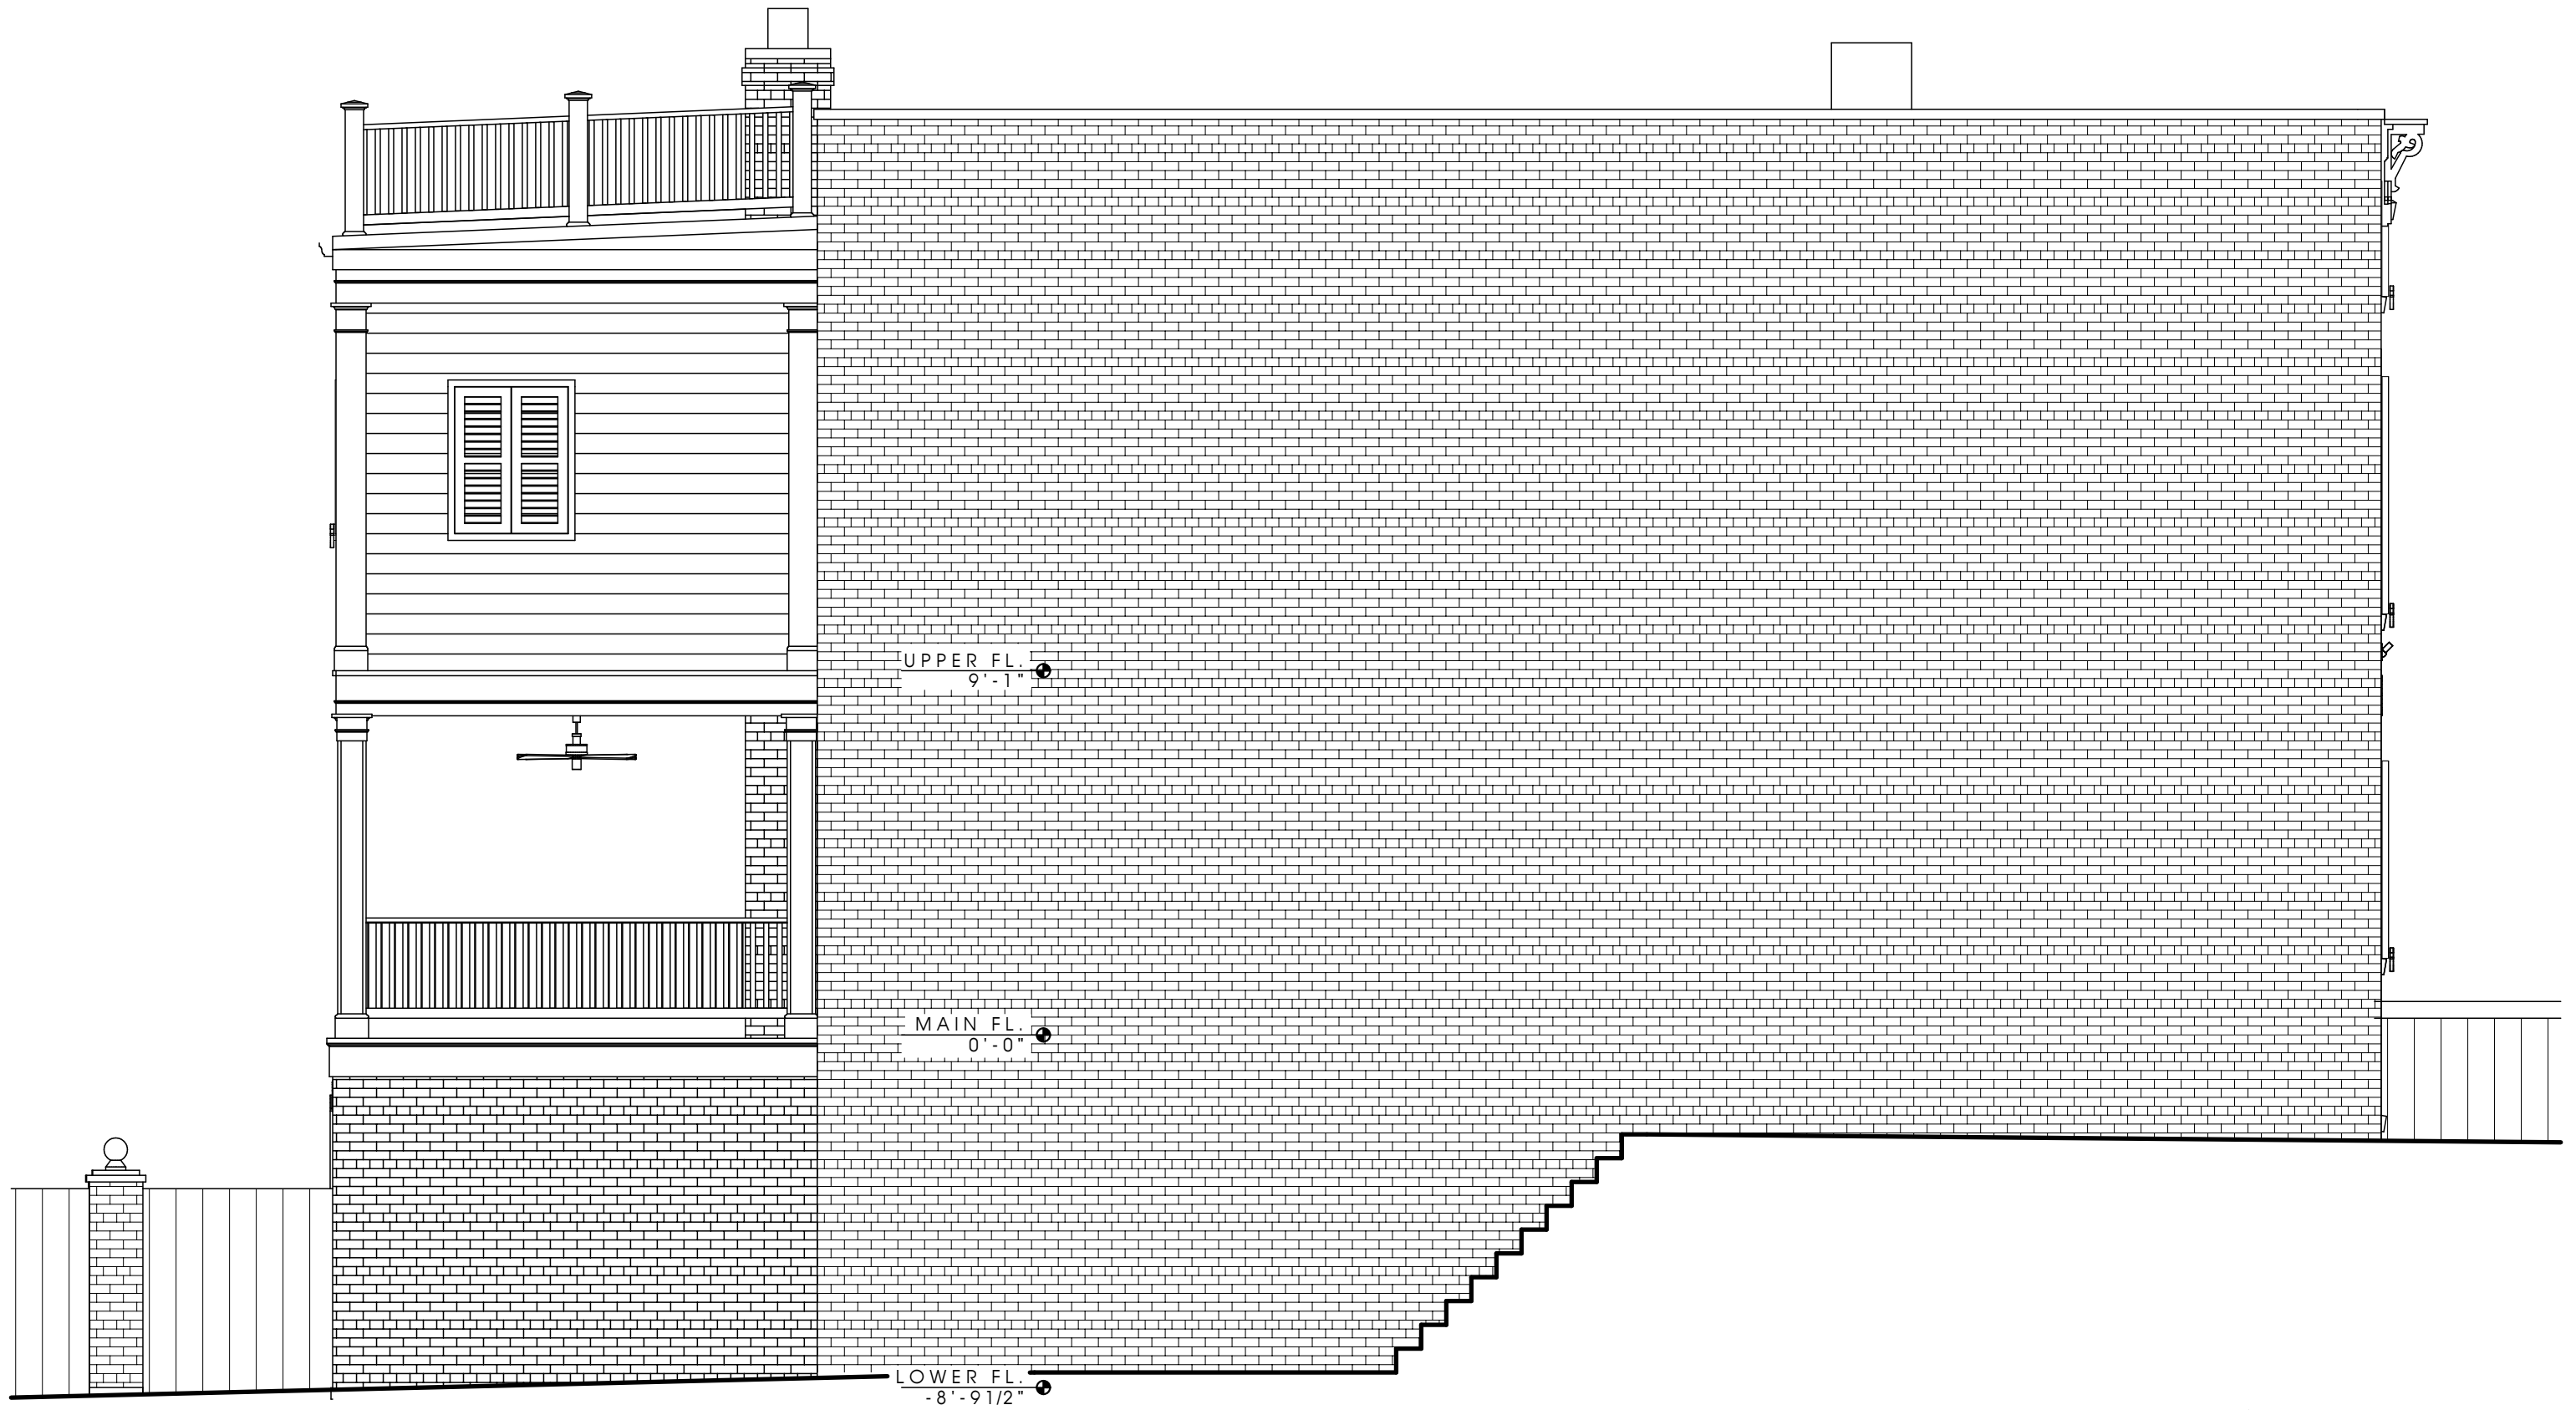 UPPER FL.
9'-1"
MAIN FL.
0'-0"
LOWER FL.
-8'-9 1/2"